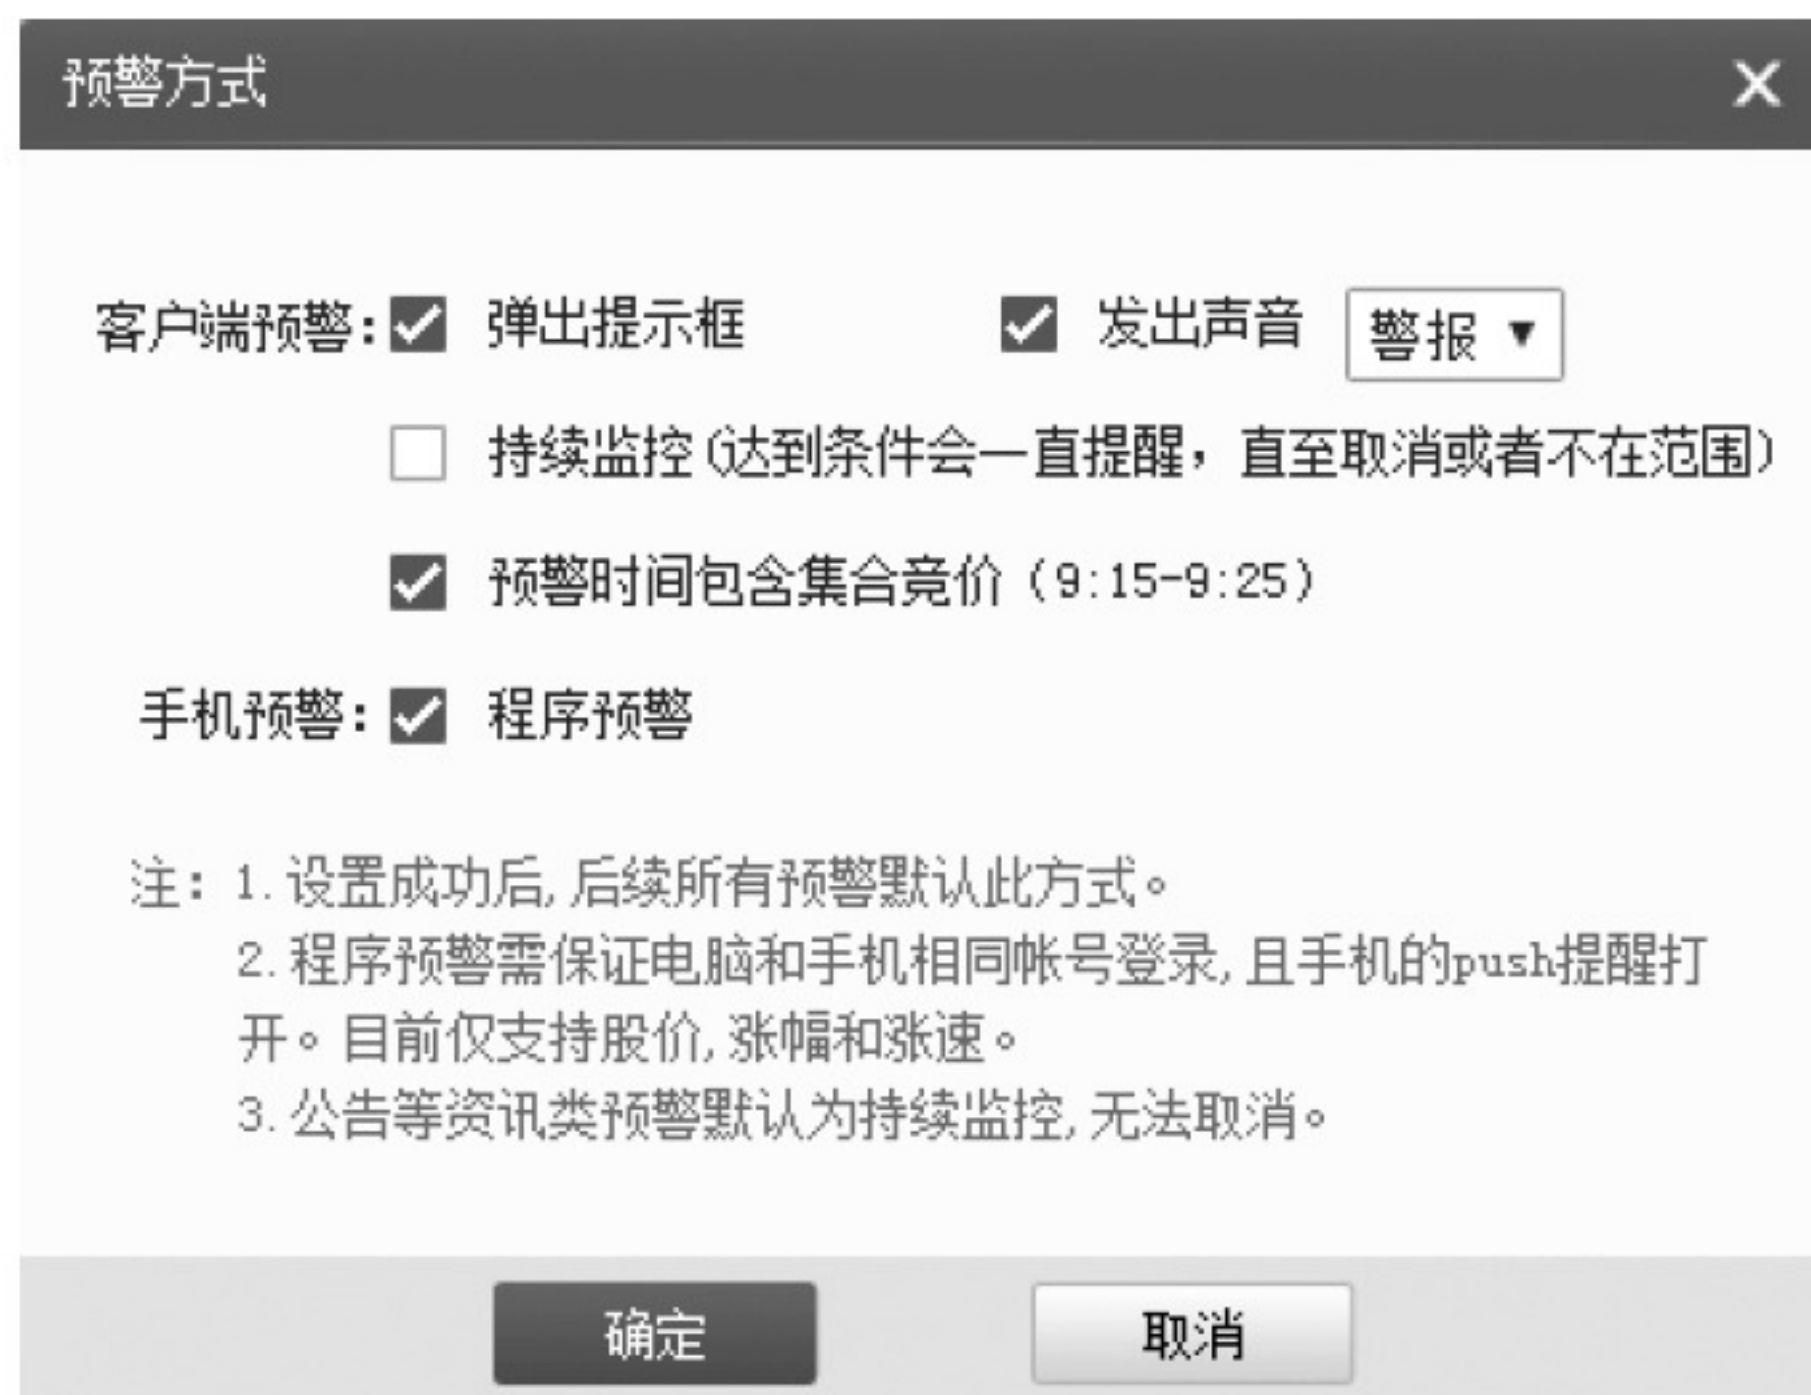 预警方式
客户端预警: 弹出提示框 发出声音 警报
持续监控(达到条件会一直提醒，直至取消或者不在范围)
预警时间包含集合竞价(9:15-9:25)
手机预警: 程序预警
注: 1.设置成功后,后续所有预警默认此方式。
2.程序预警需保证电脑和手机相同帐号登录,且手机的push提醒打
开。目前仅支持股价,涨幅和涨速。
3.公告等资讯类预警默认为持续监控,无法取消。
确定 取消